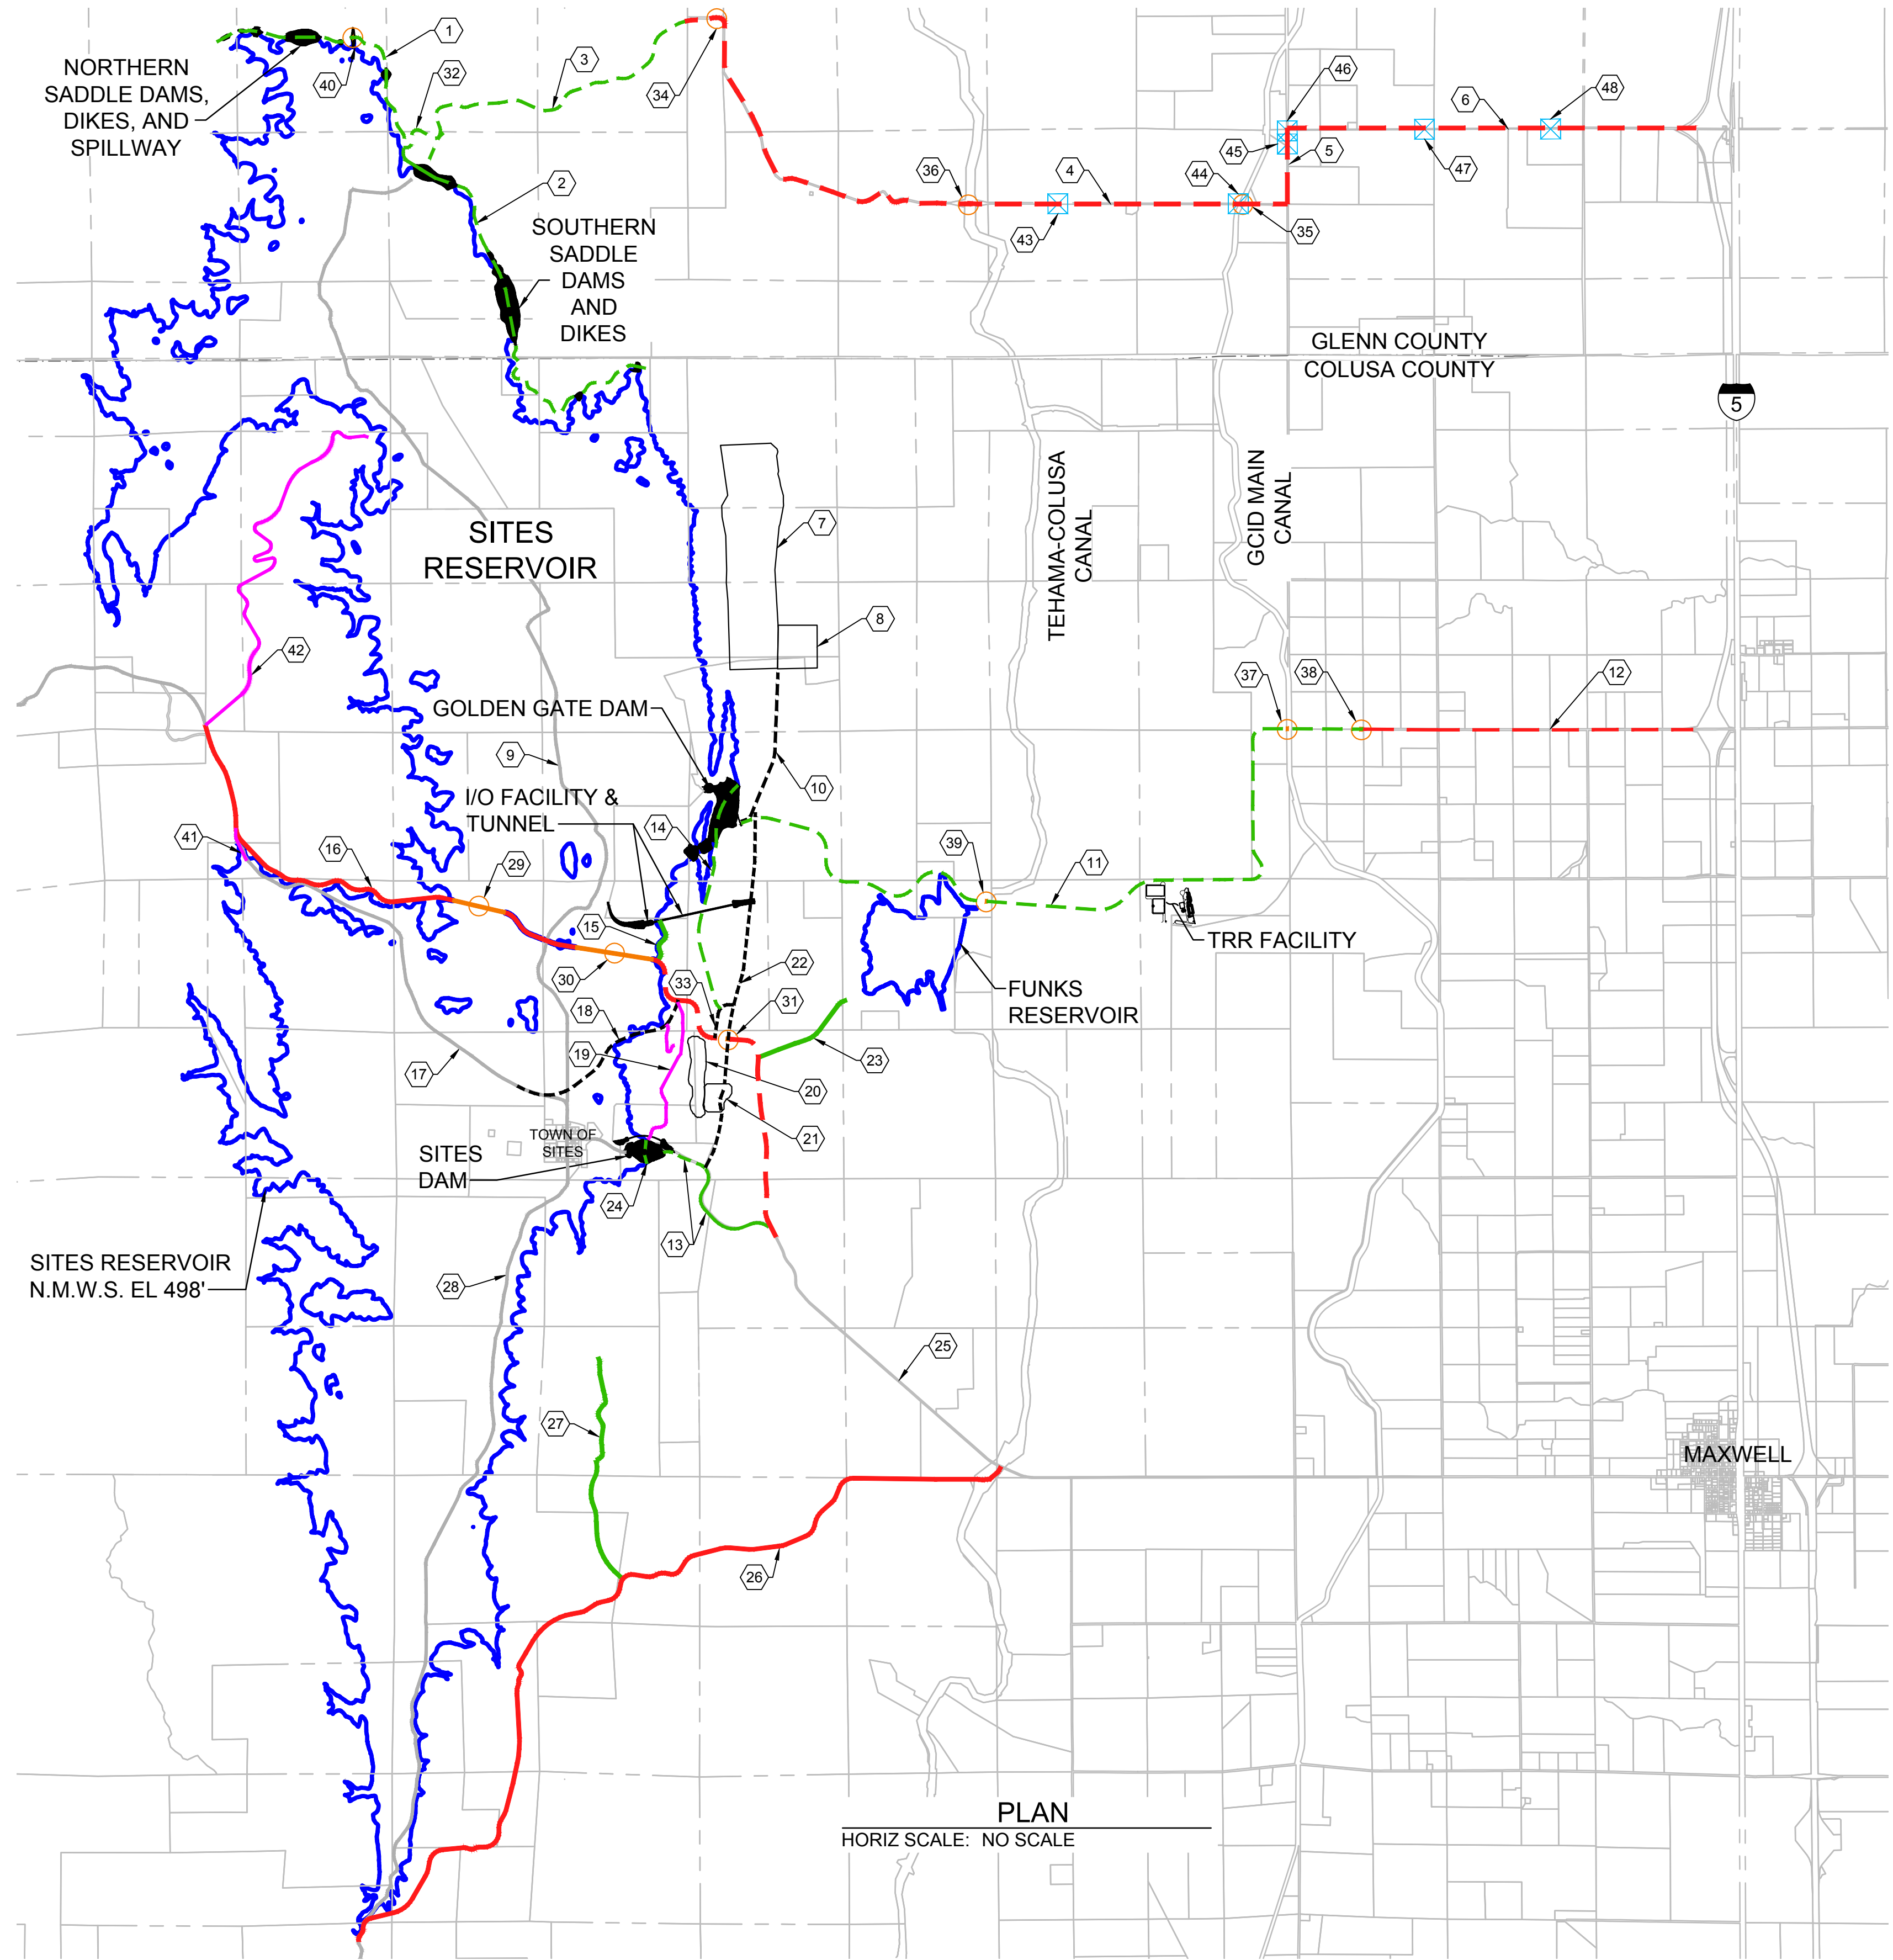 1
NORTHERN
SADDLE DAMS,
DIKES, AND
SPILLWAY
40
32
3
34
46
6
48
45
5
47
2
36
4
44
43
35
SOUTHERN
SADDLE
DAMS
AND
DIKES
GLENN COUNTY
COLUSA COUNTY
5
TEHAMA-COLUSA
CANAL
GCID MAIN
CANAL
SITES
RESERVOIR
7
8
42
37
38
12
GOLDEN GATE DAM
9
10
I/O FACILITY &
TUNNEL
14
41
16
29
39
11
15
TRR FACILITY
30
33
22
31
FUNKS
RESERVOIR
18
19
17
23
20
21
TOWN OF
SITES
SITES
DAM
24
13
SITES RESERVOIR
N.M.W.S. EL 498'
28
25
27
MAXWELL
26
PLAN
HORIZ SCALE: NO SCALE